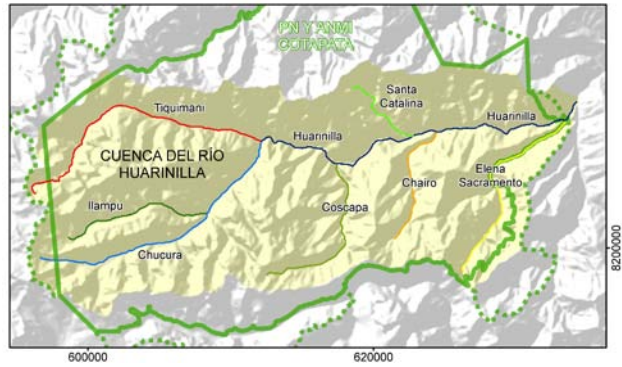 PN Y ANMI
COTAPATA
Santa
Catalina
Tiquimani
Huarinilla
Huarinilla
CUENCA DEL RÍO
HUARINILLA
Elena
Sacramento
Chairo
Ilampu
Coscapa
Chucura
8200000
600000
620000